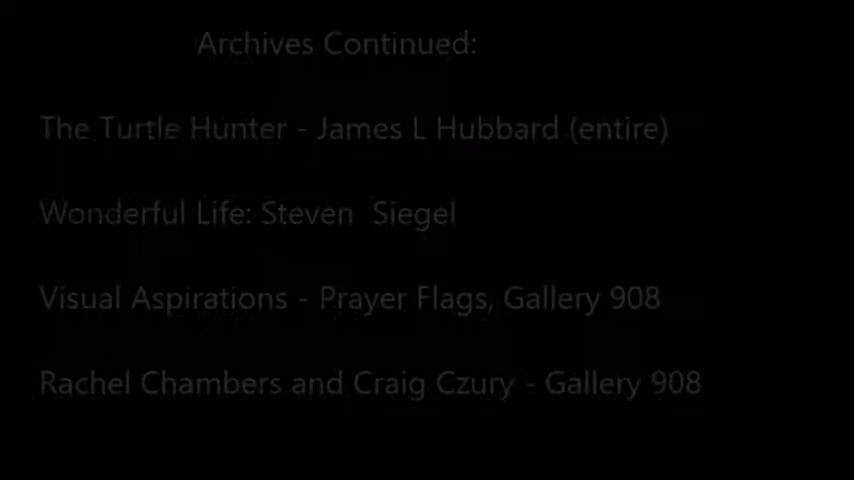 Archives Continued:
The Turtle Hunter - James L Hubbard (entire)
Wonderful Life: Steven  Siegel
Visual Aspirations - Prayer Flags, Gallery 908
Rachel Chambers and Craig Czury - Gallery 908